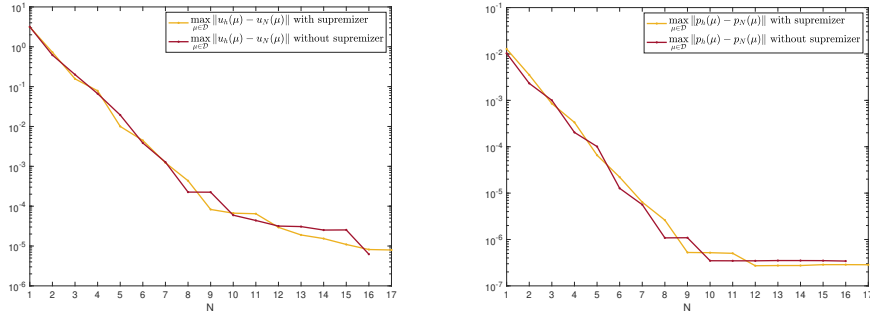 10^1
10^0
10^-1
10^-2
10^-3
10^-4
10^-5
10^-6
1 2 3 4 5 6 7 8 9 10 11 12 13 14 15 16 17
N
max_{μ∈D} ||u_h(μ) − u_N(μ)|| with supremizer
max_{μ∈D} ||u_h(μ) − u_N(μ)|| without supremizer
10^-1
10^-2
10^-3
10^-4
10^-5
10^-6
10^-7
1 2 3 4 5 6 7 8 9 10 11 12 13 14 15 16 17
N
max_{μ∈D} ||p_h(μ) − p_N(μ)|| with supremizer
max_{μ∈D} ||p_h(μ) − p_N(μ)|| without supremizer